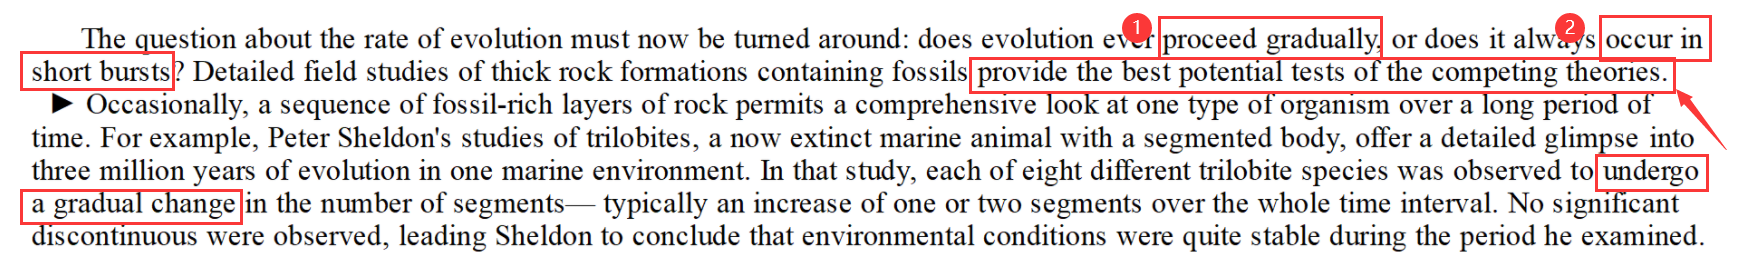 The question about the rate of evolution must now be turned around: does evolution ever proceed gradually, or does it always occur in
short bursts? Detailed field studies of thick rock formations containing fossils provide the best potential tests of the competing theories.
► Occasionally, a sequence of fossil-rich layers of rock permits a comprehensive look at one type of organism over a long period of
time. For example, Peter Sheldon's studies of trilobites, a now extinct marine animal with a segmented body, offer a detailed glimpse into
three million years of evolution in one marine environment. In that study, each of eight different trilobite species was observed to undergo
a gradual change in the number of segments— typically an increase of one or two segments over the whole time interval. No significant
discontinuous were observed, leading Sheldon to conclude that environmental conditions were quite stable during the period he examined.
1
2